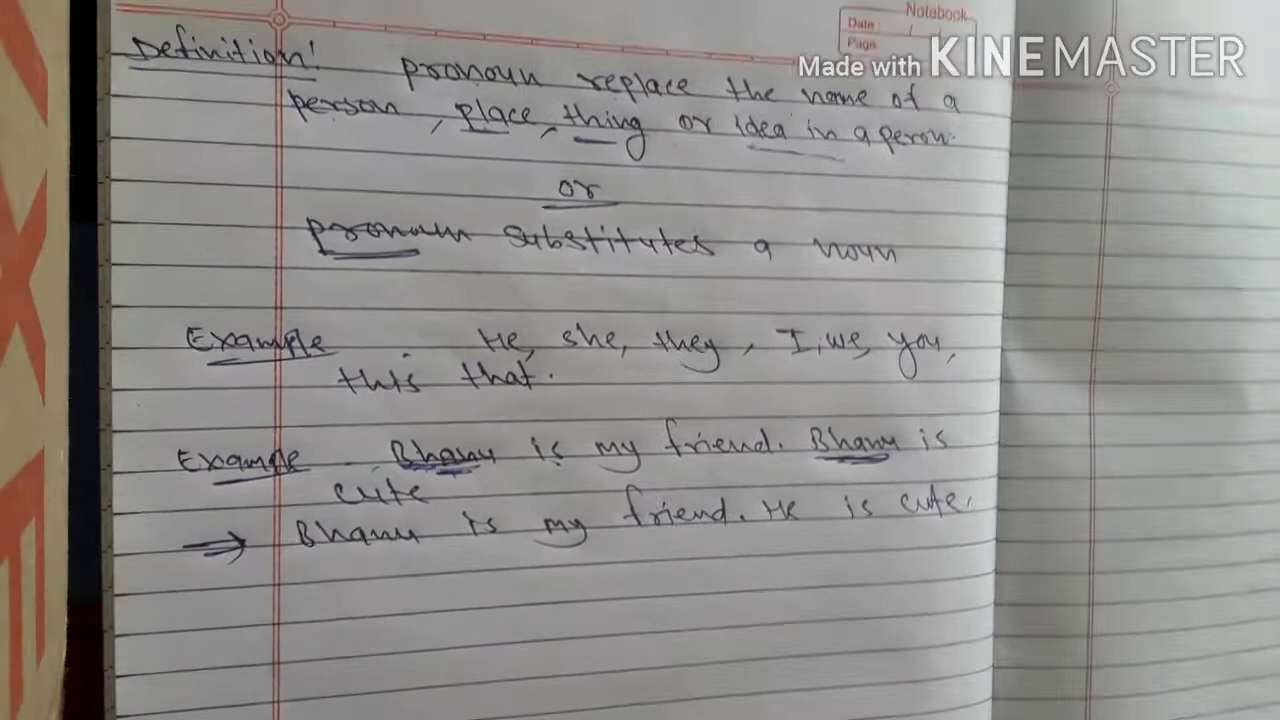 Notebook
Date :
Page
Made with KINEMASTER
Definition! pronoun replace the name of a
person, place, thing or idea in a peron.
or
pronoun substitutes a noun
Example He, she, they, I, we, you,
this that.
Example Bhanu is my friend. Bhanu is
cute
⇒ Bhanu is my friend. He is cute.